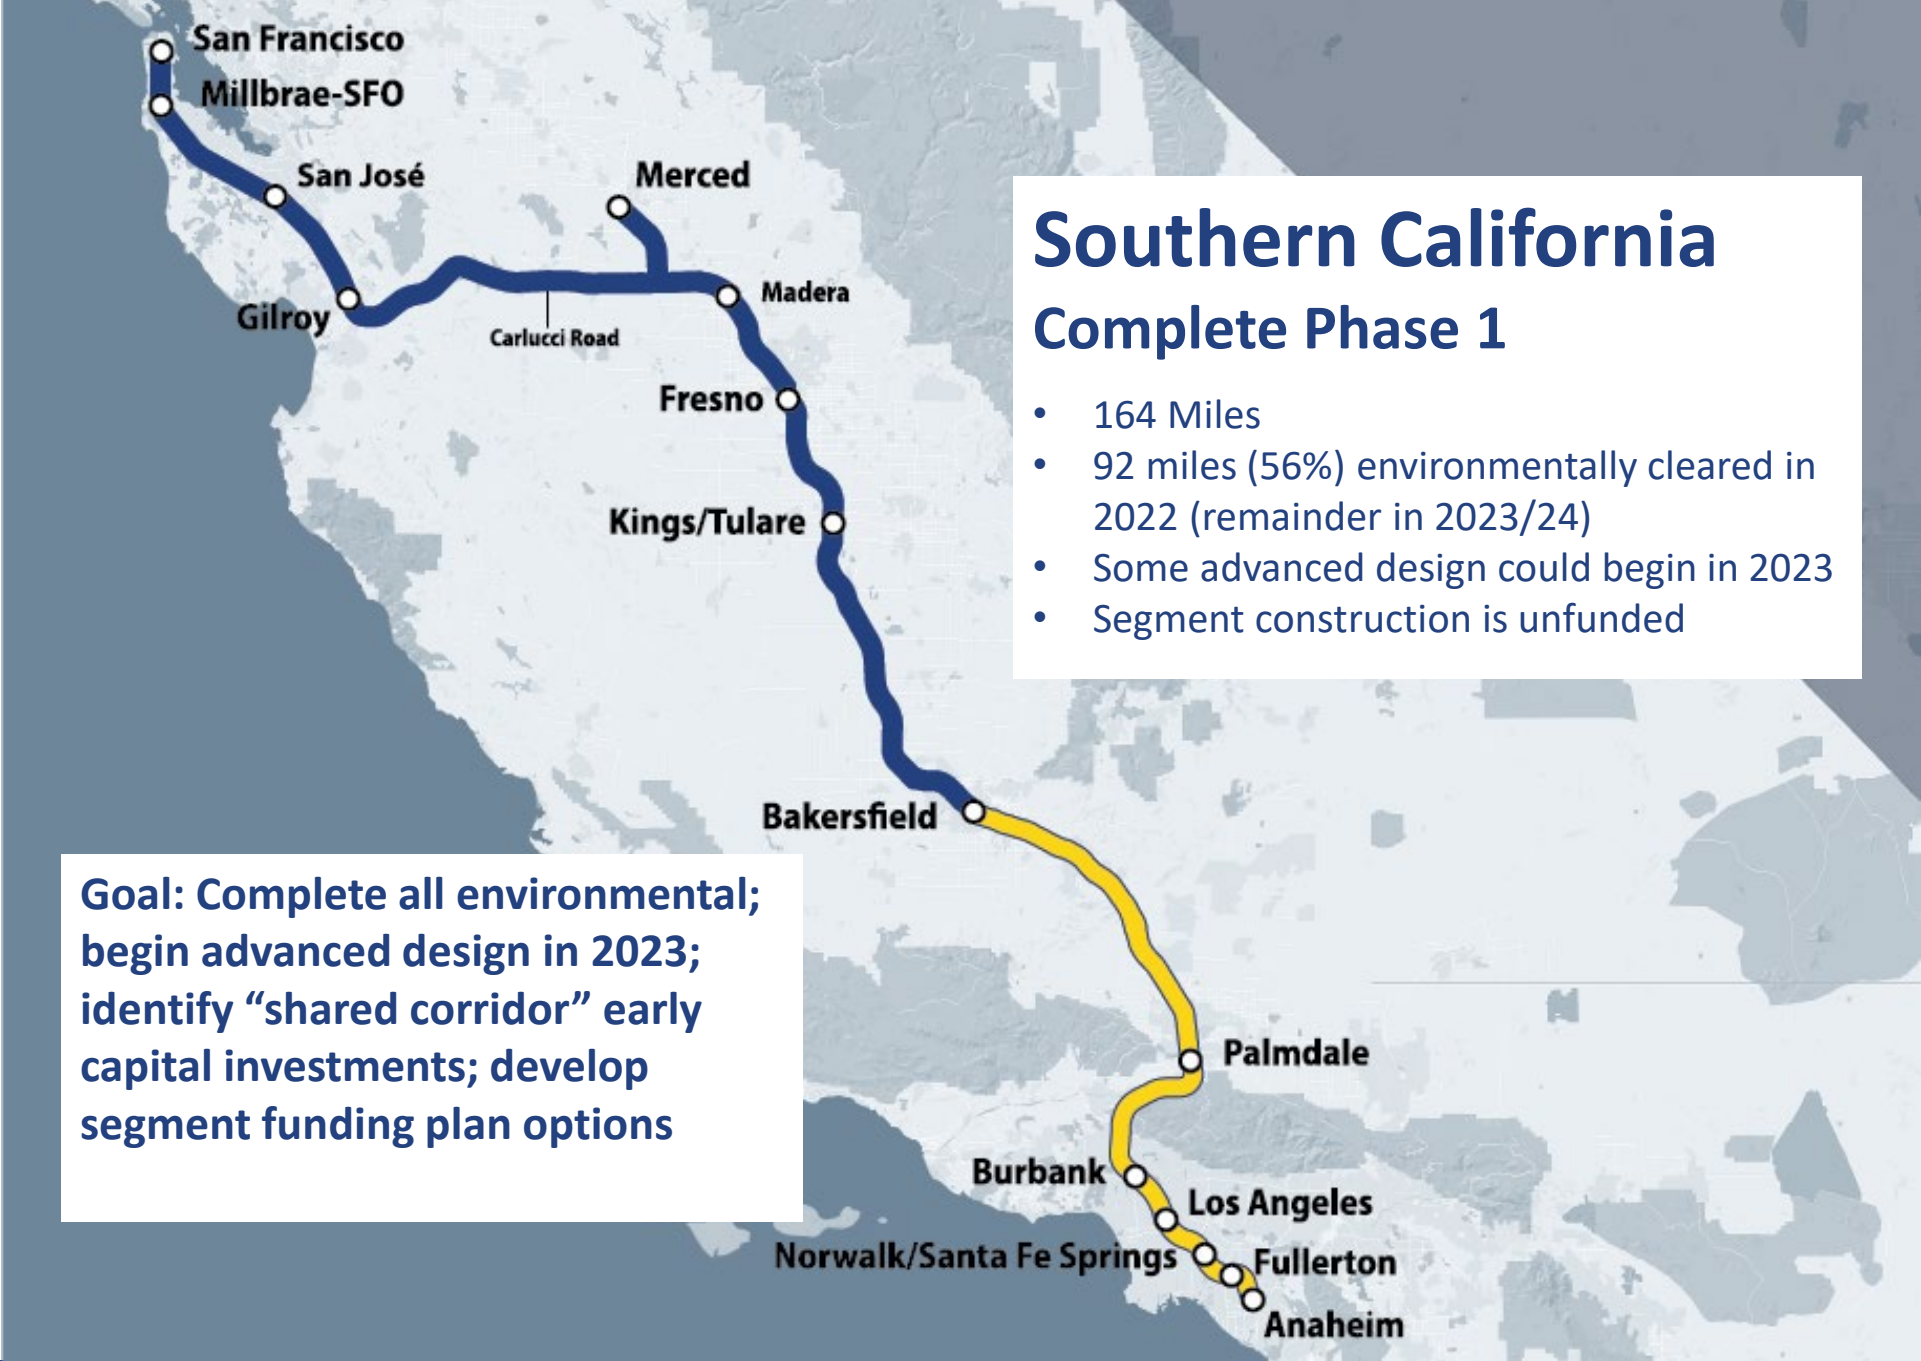 San Francisco
Millbrae-SFO
San José
Merced
Gilroy
Madera
Carlucci Road
Fresno
Kings/Tulare
Bakersfield
Palmdale
Burbank
Los Angeles
Norwalk/Santa Fe Springs
Fullerton
Anaheim
Southern California
Complete Phase 1
• 164 Miles
• 92 miles (56%) environmentally cleared in
2022 (remainder in 2023/24)
• Some advanced design could begin in 2023
• Segment construction is unfunded
Goal: Complete all environmental;
begin advanced design in 2023;
identify “shared corridor” early
capital investments; develop
segment funding plan options